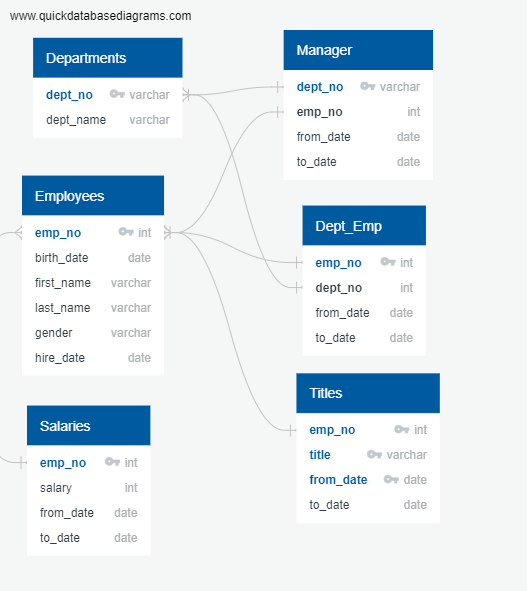 www.quickdatabasediagrams.com
Departments
dept_no varchar
dept_name varchar
Manager
dept_no varchar
emp_no int
from_date date
to_date date
Employees
emp_no int
birth_date date
first_name varchar
last_name varchar
gender varchar
hire_date date
Dept_Emp
emp_no int
dept_no int
from_date date
to_date date
Salaries
emp_no int
salary int
from_date date
to_date date
Titles
emp_no int
title varchar
from_date date
to_date date